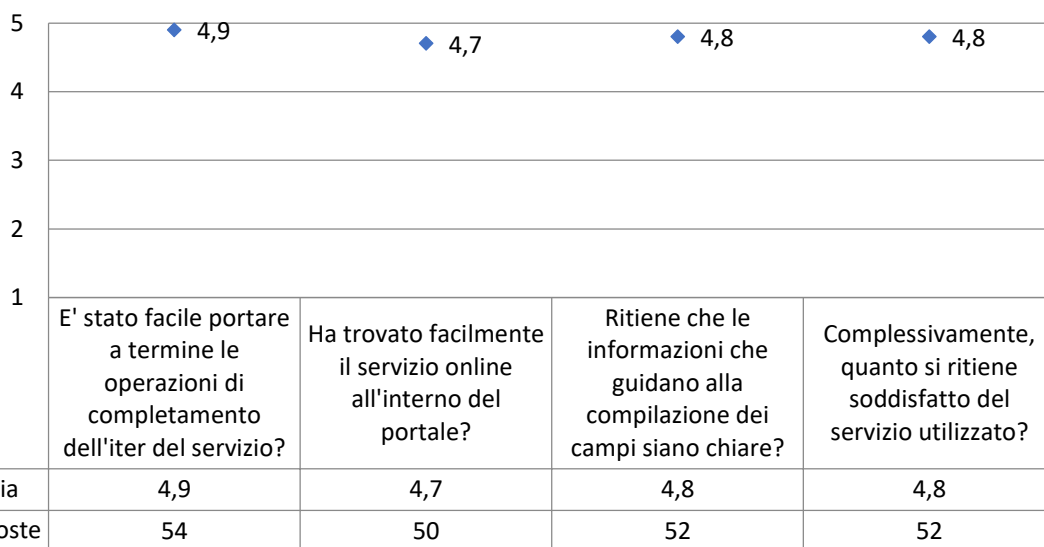 5
4,9
4,7
4,8
4,8
4
3
2
1
E' stato facile portare
a termine le
operazioni di
completamento
dell'iter del servizio?
Ha trovato facilmente
il servizio online
all'interno del
portale?
Ritiene che le
informazioni che
guidano alla
compilazione dei
campi siano chiare?
Complessivamente,
quanto si ritiene
soddisfatto del
servizio utilizzato?
ia 4,9 4,7 4,8 4,8
oste 54 50 52 52